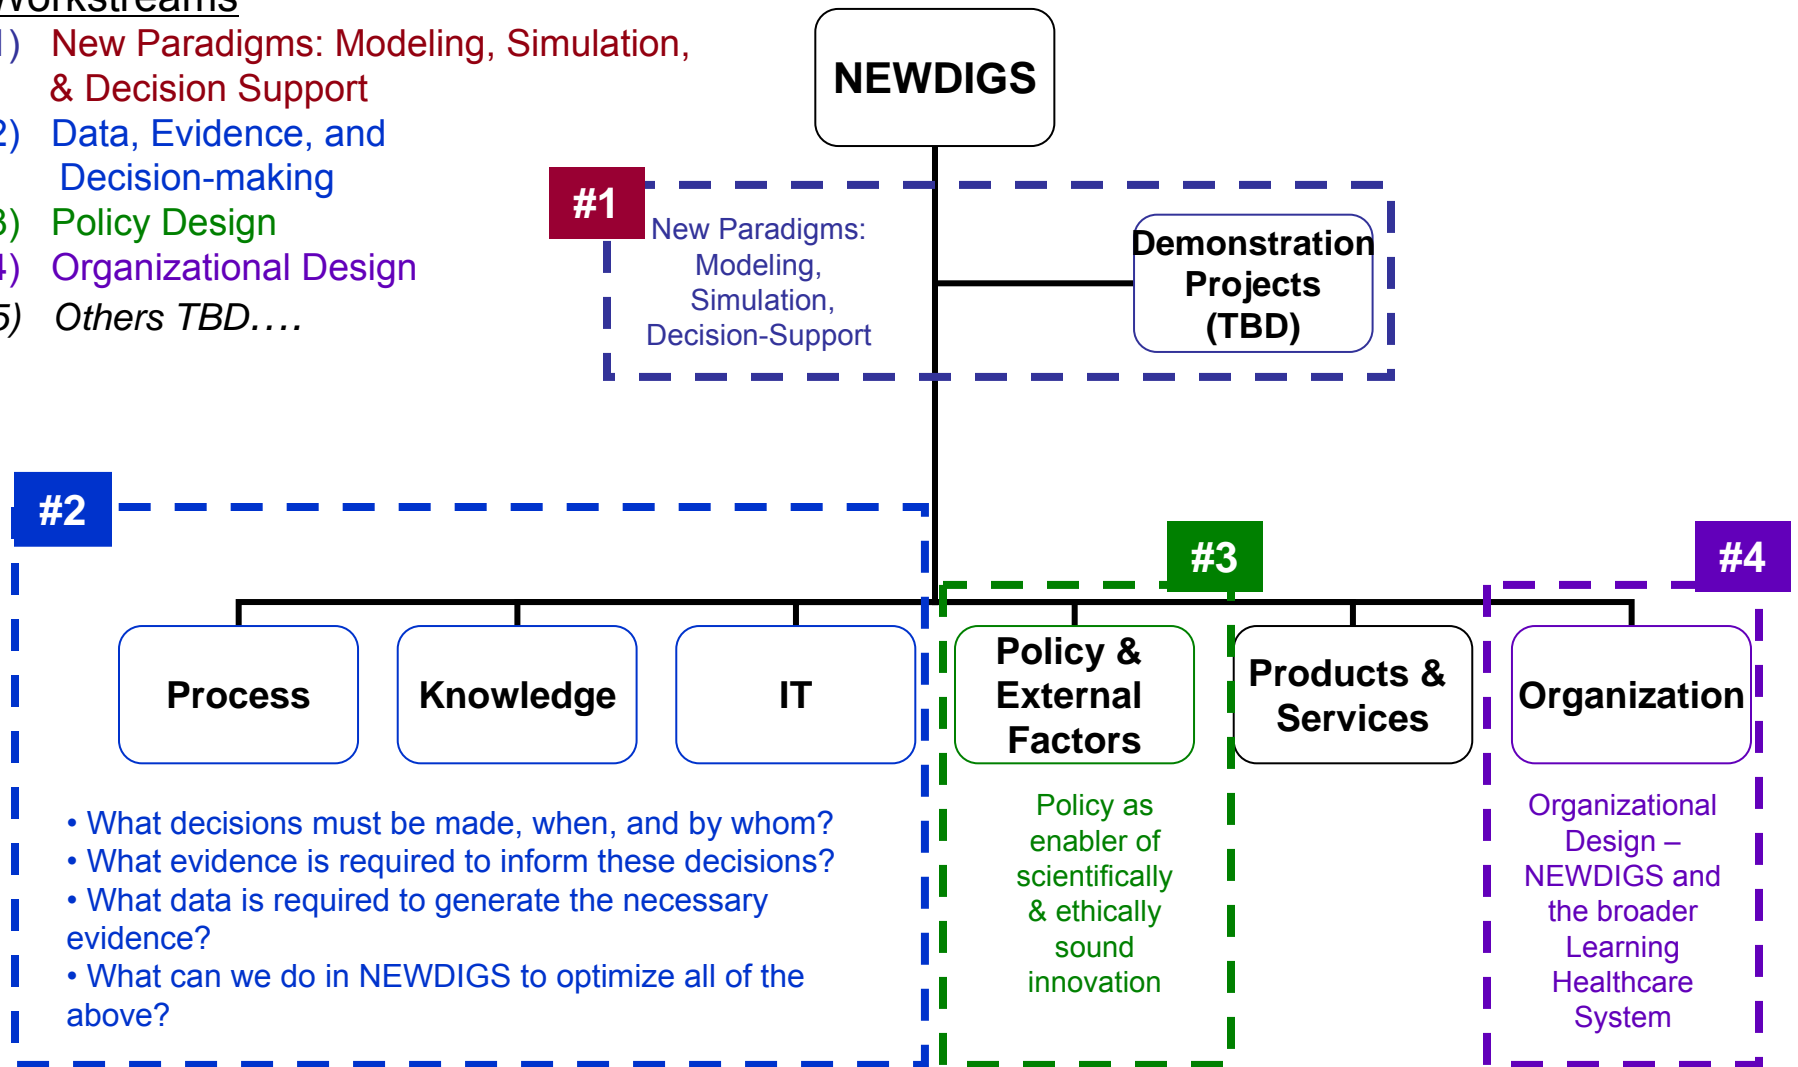 Workstreams
1) New Paradigms: Modeling, Simulation,
& Decision Support
2) Data, Evidence, and
Decision-making
3) Policy Design
4) Organizational Design
5) Others TBD....
NEWDIGS
#1
New Paradigms:
Modeling,
Simulation,
Decision-Support
Demonstration
Projects
(TBD)
#2
#3
#4
Process
Knowledge
IT
Policy &
External
Factors
Products &
Services
Organization
• What decisions must be made, when, and by whom?
• What evidence is required to inform these decisions?
• What data is required to generate the necessary
evidence?
• What can we do in NEWDIGS to optimize all of the
above?
Policy as
enabler of
scientifically
& ethically
sound
innovation
Organizational
Design –
NEWDIGS and
the broader
Learning
Healthcare
System